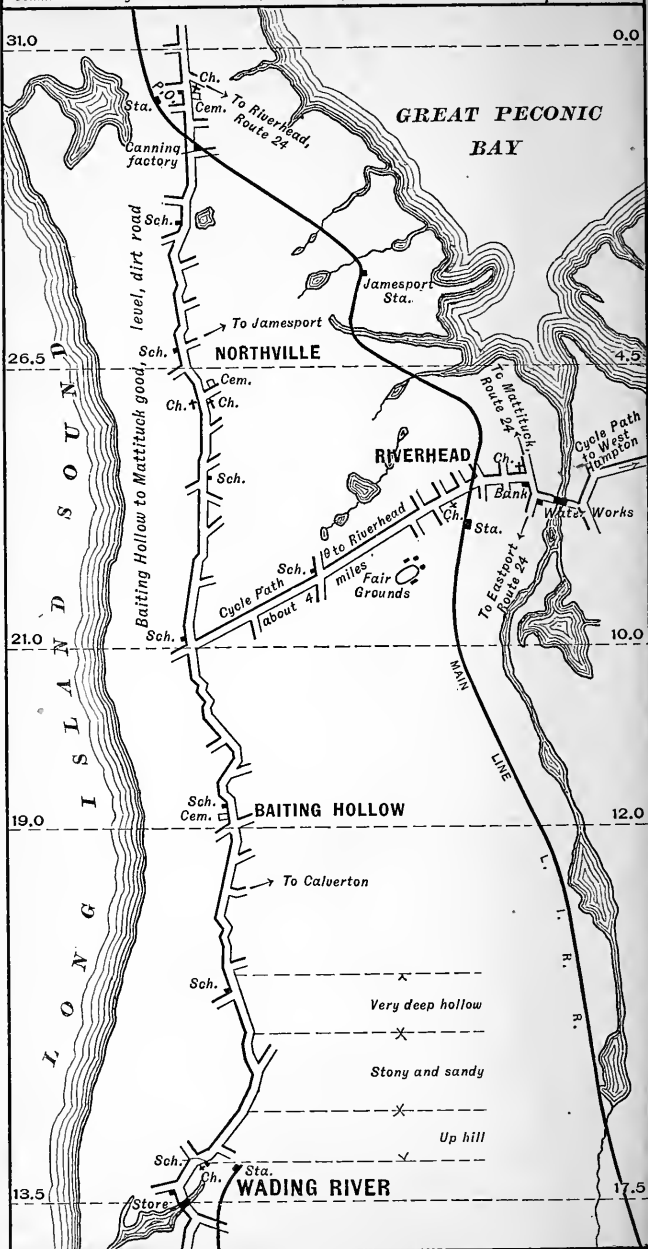 31.0
0.0
Ch.
P.O.
Sta.
Cem.
To Riverhead,
Route 24
GREAT PECONIC
BAY
Canning
factory
Sch.
Jamesport
Sta.
To Jamesport
Sch.
NORTHVILLE
26.5
4.5
Cem.
Ch.
Ch.
To Mattituck,
Route 24
Cycle Path
to West
Hampton
RIVERHEAD
Ch.
Bank
Water Works
Sch.
Ch.
Sta.
To Eastport
Route 24
Baiting Hollow to Mattituck good, level, dirt road
Sch.
Cycle Path to Riverhead
about 4 miles
Fair
Grounds
Sch.
21.0
10.0
MAIN LINE L. I. R. R.
LONG ISLAND SOUND
Sch.
Cem.
BAITING HOLLOW
19.0
12.0
To Calverton
Sch.
Very deep hollow
Stony and sandy
Up hill
Sch.
Ch.
Sta.
WADING RIVER
Store
13.5
17.5